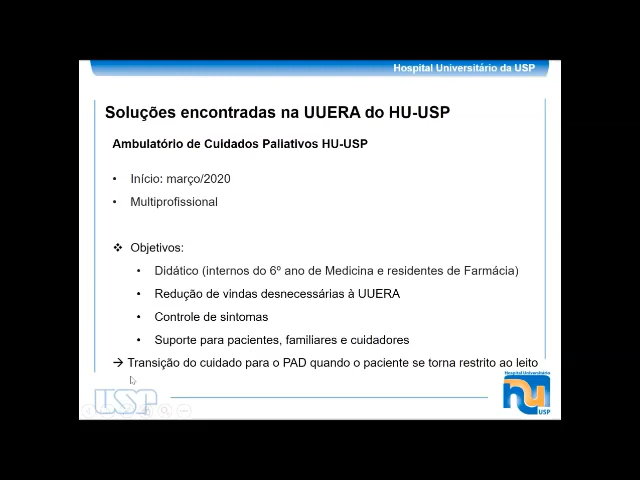 Hospital Universitário da USP
Soluções encontradas na UUERA do HU-USP
Ambulatório de Cuidados Paliativos HU-USP
• Início: março/2020
• Multiprofissional
❖ Objetivos:
• Didático (internos do 6º ano de Medicina e residentes de Farmácia)
• Redução de vindas desnecessárias à UUERA
• Controle de sintomas
• Suporte para pacientes, familiares e cuidadores
→ Transição do cuidado para o PAD quando o paciente se torna restrito ao leito
Hospital Universitário
USP
hu
USP